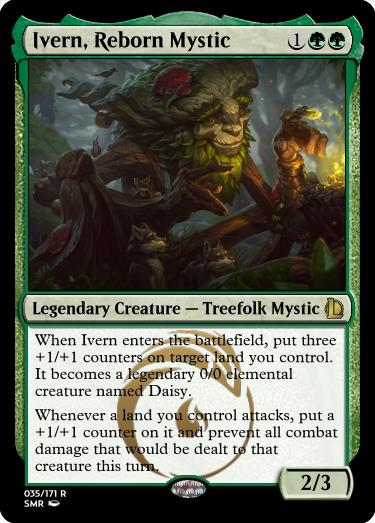 Ivern, Reborn Mystic 1
Legendary Creature — Treefolk Mystic
When Ivern enters the battlefield, put three
+1/+1 counters on target land you control.
It becomes a legendary 0/0 elemental
creature named Daisy.
Whenever a land you control attacks, put a
+1/+1 counter on it and prevent all combat
damage that would be dealt to that
creature this turn.
2/3
035/171 R
SMR